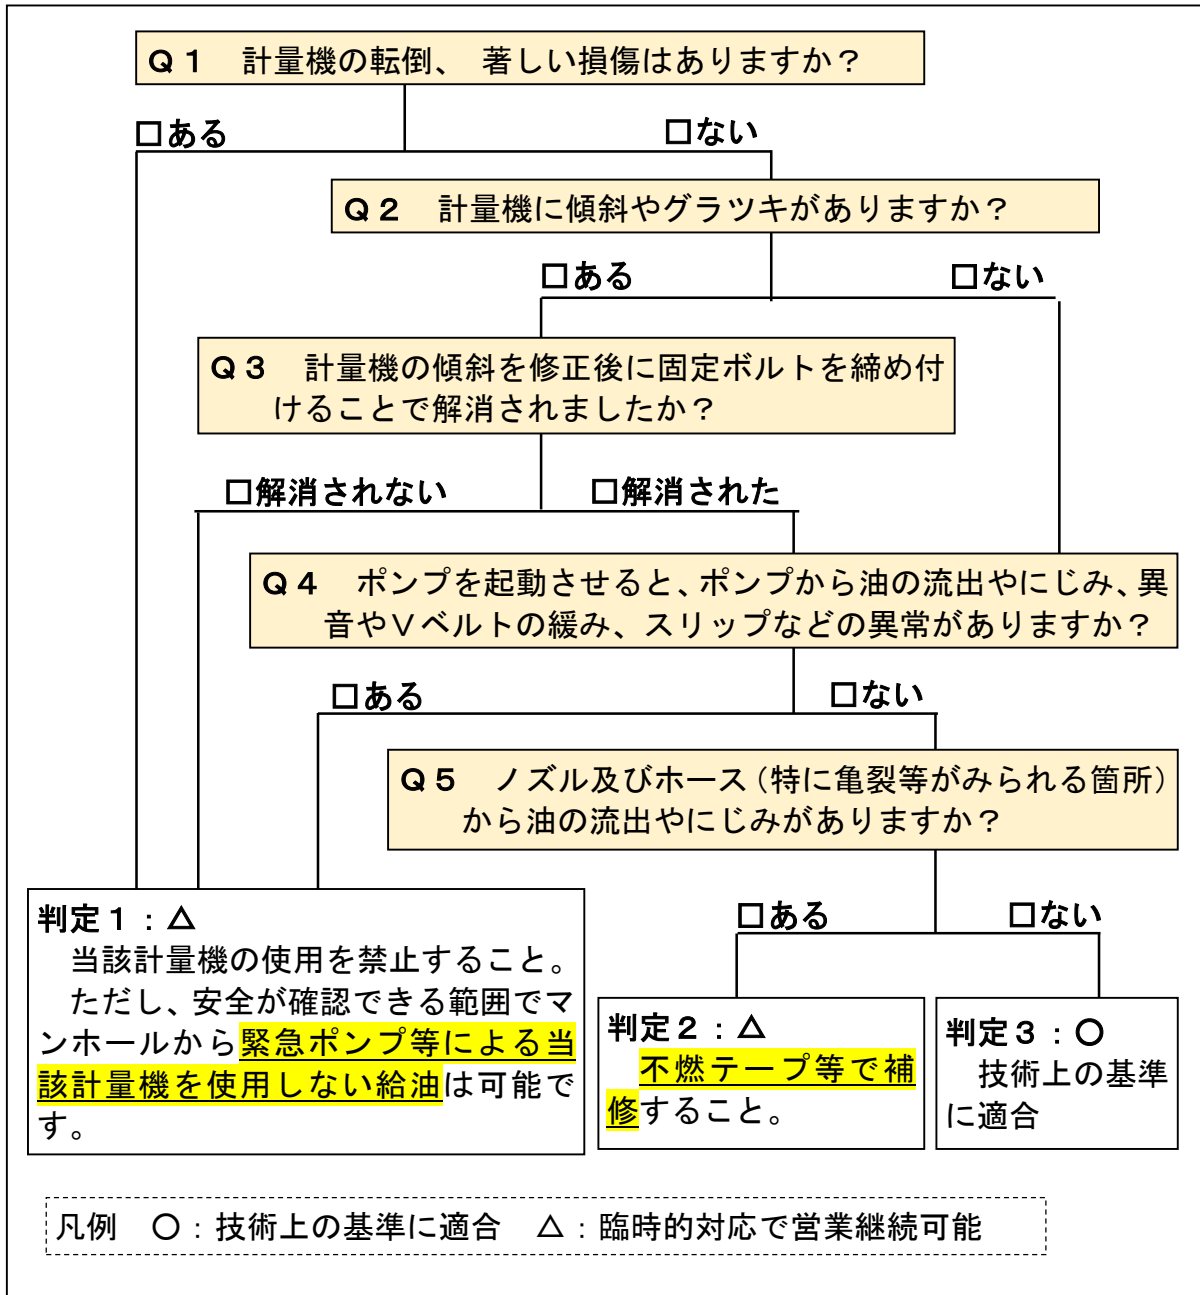 Ｑ１　計量機の転倒、 著しい損傷はありますか？
□ある
□ない
Ｑ２　計量機に傾斜やグラツキがありますか？
□ある
□ない
Ｑ３　計量機の傾斜を修正後に固定ボルトを締め付
けることで解消されましたか？
□解消されない
□解消された
Ｑ４　ポンプを起動させると、ポンプから油の流出やにじみ、異
音やＶベルトの緩み、スリップなどの異常がありますか？
□ある
□ない
Ｑ５　ノズル及びホース（特に亀裂等がみられる箇所）
から油の流出やにじみがありますか？
□ある
□ない
判定１：△
当該計量機の使用を禁止すること。
ただし、安全が確認できる範囲でマ
ンホールから緊急ポンプ等による当
該計量機を使用しない給油は可能で
す。
判定２：△
不燃テープ等で補
修すること。
判定３：○
技術上の基準
に適合
凡例　○：技術上の基準に適合　△：臨時的対応で営業継続可能